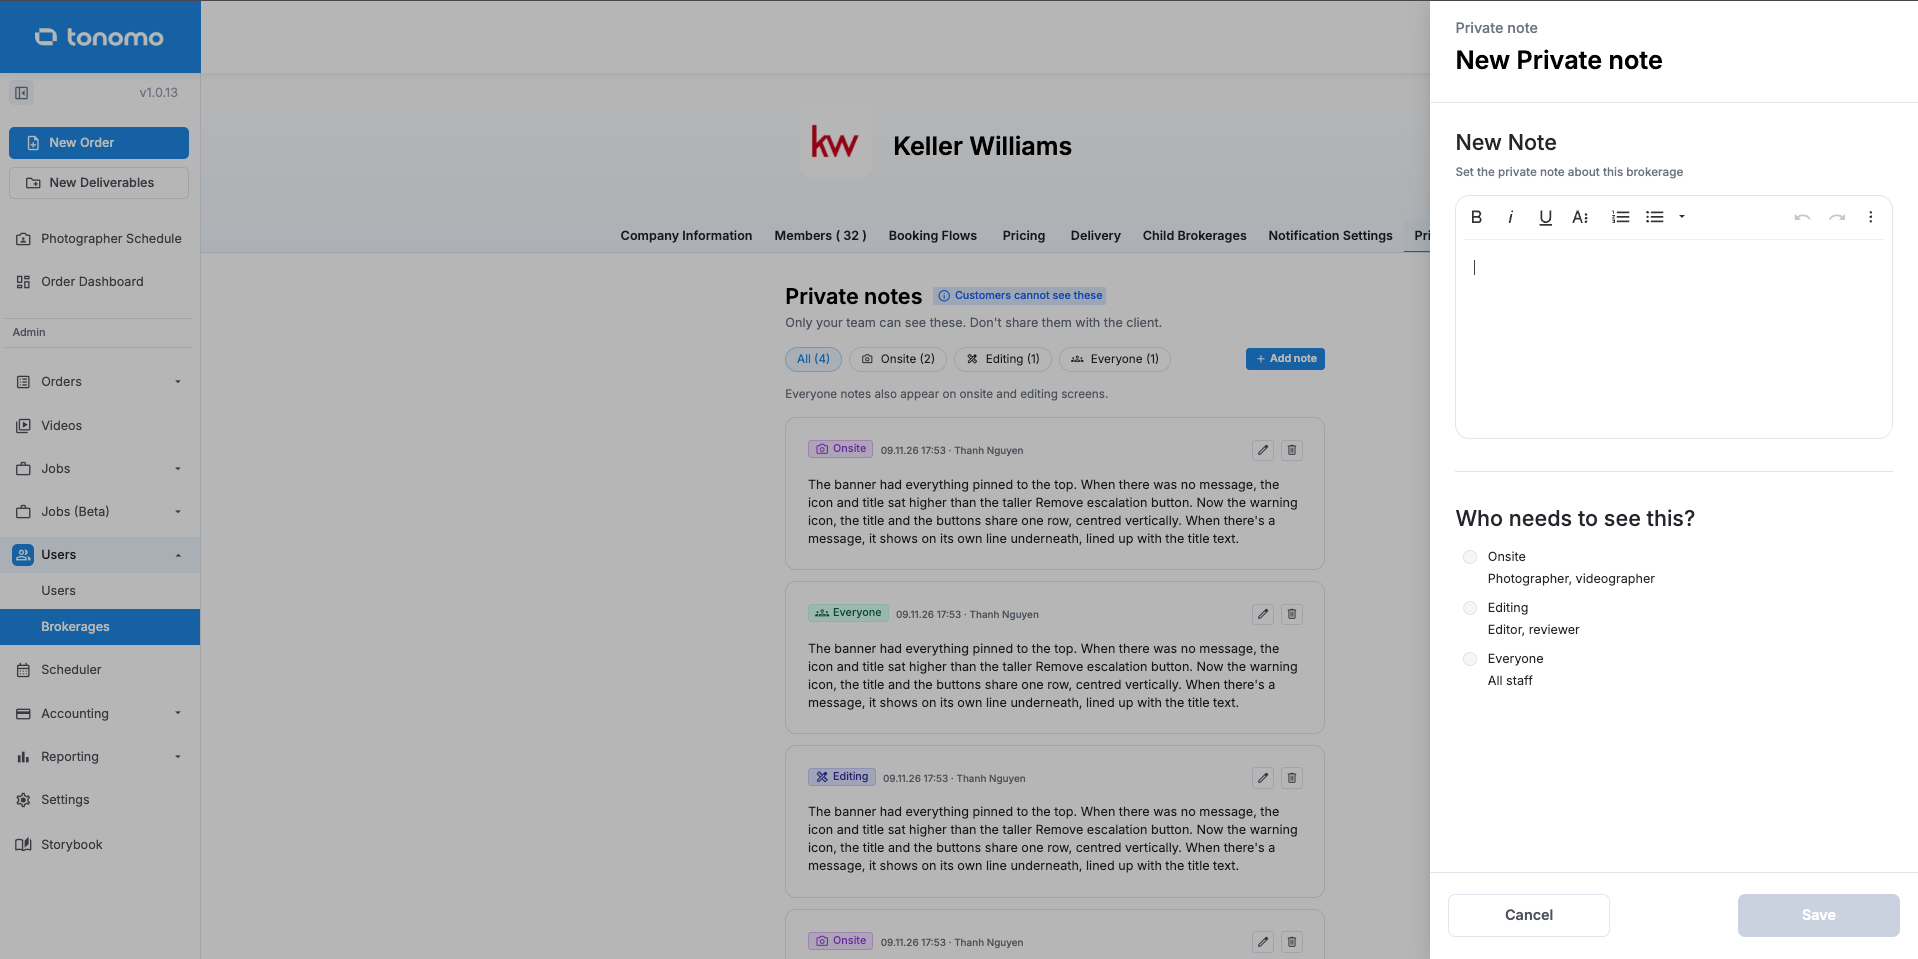 tonomo
v1.0.13
New Order
New Deliverables
Photographer Schedule
Order Dashboard
Admin
Orders
Videos
Jobs
Jobs (Beta)
Users
Users
Brokerages
Scheduler
Accounting
Reporting
Settings
Storybook
kw
Keller Williams
Company Information
Members ( 32 )
Booking Flows
Pricing
Delivery
Child Brokerages
Notification Settings
Pri
Private notes
Customers cannot see these
Only your team can see these. Don't share them with the client.
All (4)
Onsite (2)
Editing (1)
Everyone (1)
+ Add note
Everyone notes also appear on onsite and editing screens.
Onsite
09.11.26 17:53 · Thanh Nguyen
The banner had everything pinned to the top. When there was no message, the
icon and title sat higher than the taller Remove escalation button. Now the warning
icon, the title and the buttons share one row, centred vertically. When there's a
message, it shows on its own line underneath, lined up with the title text.
Everyone
09.11.26 17:53 · Thanh Nguyen
The banner had everything pinned to the top. When there was no message, the
icon and title sat higher than the taller Remove escalation button. Now the warning
icon, the title and the buttons share one row, centred vertically. When there's a
message, it shows on its own line underneath, lined up with the title text.
Editing
09.11.26 17:53 · Thanh Nguyen
The banner had everything pinned to the top. When there was no message, the
icon and title sat higher than the taller Remove escalation button. Now the warning
icon, the title and the buttons share one row, centred vertically. When there's a
message, it shows on its own line underneath, lined up with the title text.
Onsite
09.11.26 17:53 · Thanh Nguyen
Private note
New Private note
New Note
Set the private note about this brokerage
B i U A
Who needs to see this?
Onsite
Photographer, videographer
Editing
Editor, reviewer
Everyone
All staff
Cancel
Save